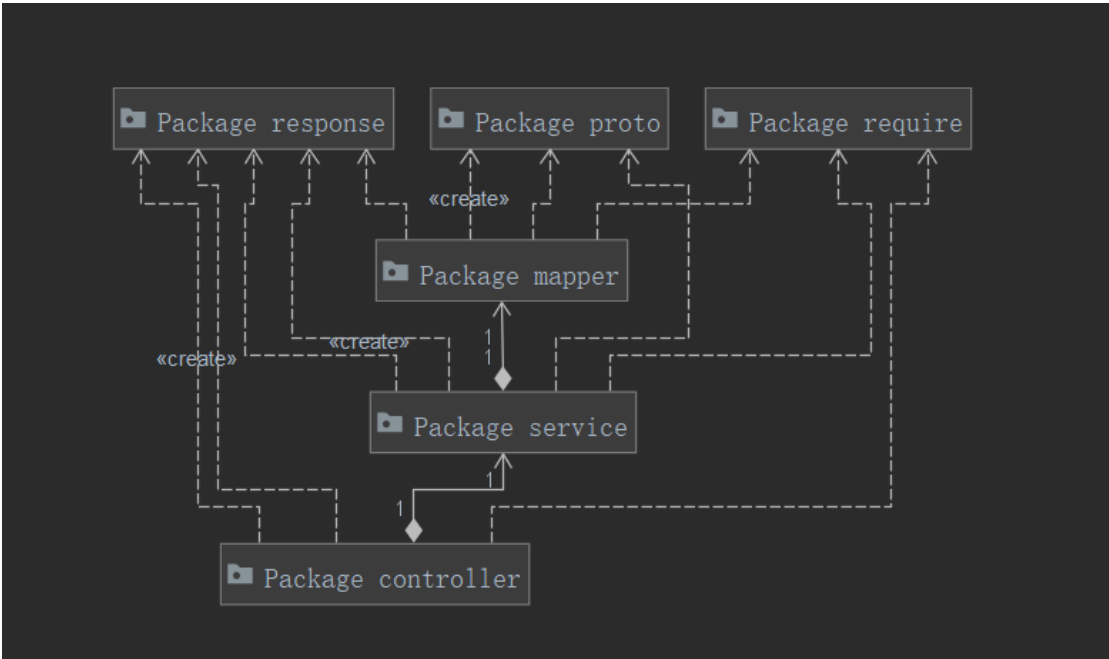 Package response
Package proto
Package require
«create»
Package mapper
1
«create»
1
«create»
Package service
1
1
Package controller